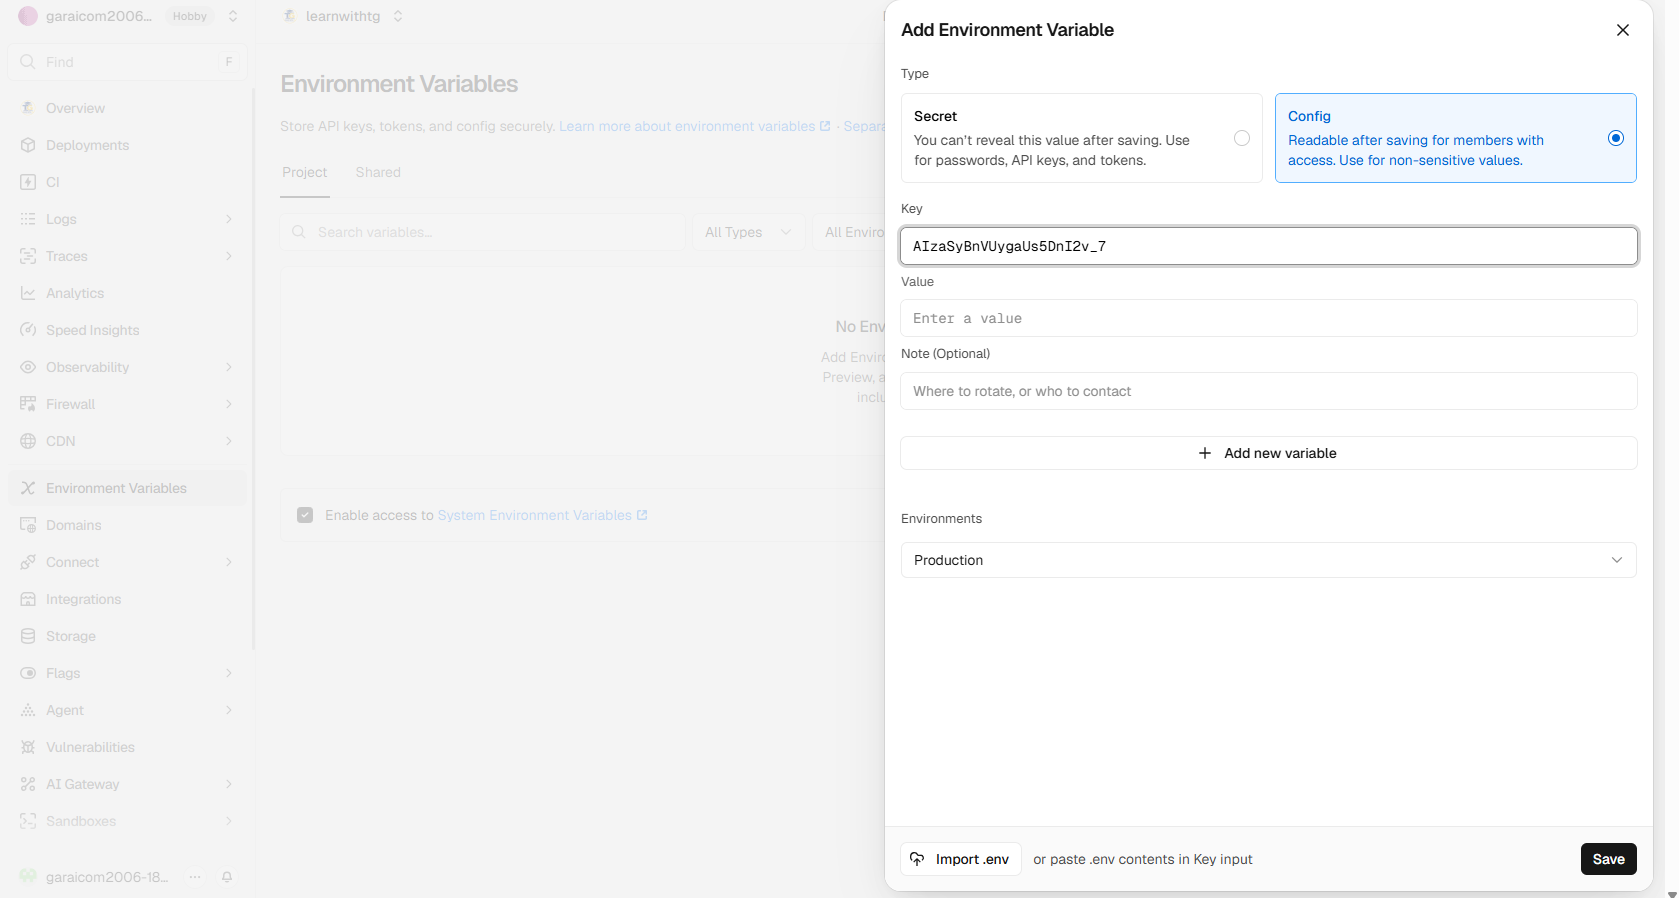 garaicom2006... Hobby
learnwithtg
Find F
Overview
Deployments
CI
Logs
Traces
Analytics
Speed Insights
Observability
Firewall
CDN
Environment Variables
Domains
Connect
Integrations
Storage
Flags
Agent
Vulnerabilities
AI Gateway
Sandboxes
garaicom2006-18...
Environment Variables
Store API keys, tokens, and config securely. Learn more about environment variables · Separa
Project Shared
Search variables... All Types All Enviro
No Env
Add Enviro
Preview, a
inclu
Enable access to System Environment Variables
Add Environment Variable
Type
Secret
You can't reveal this value after saving. Use
for passwords, API keys, and tokens.
Config
Readable after saving for members with
access. Use for non-sensitive values.
Key
AIzaSyBnVUygaUs5DnI2v_7
Value
Enter a value
Note (Optional)
Where to rotate, or who to contact
Add new variable
Environments
Production
Import .env or paste .env contents in Key input
Save